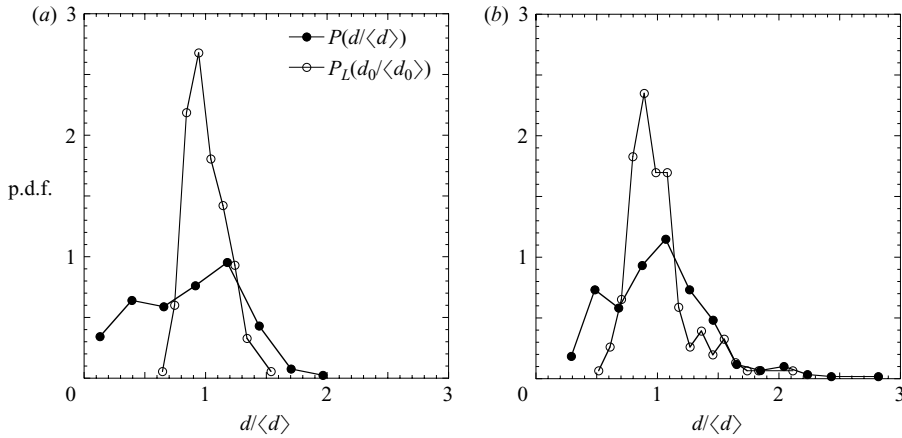 (a)
(b)
3
3
P(d/⟨d⟩)
P_L(d_0/⟨d_0⟩)
2
2
p.d.f.
1
1
0 1 2 3
0 1 2 3
d/⟨d⟩
d/⟨d⟩